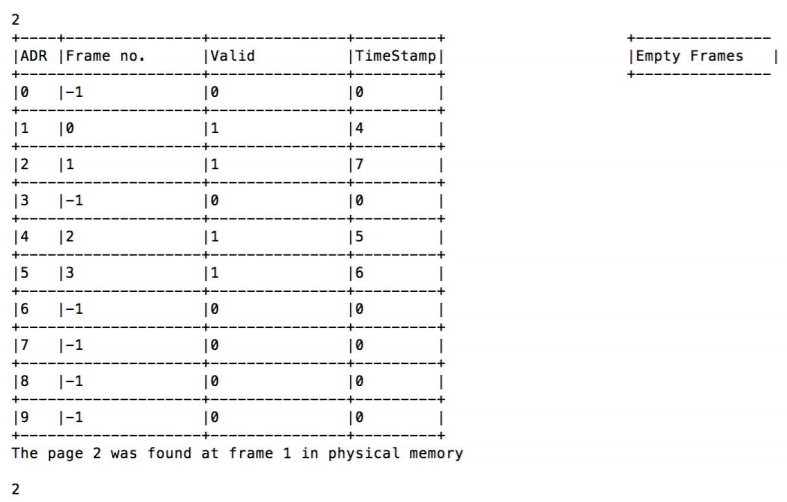 2
+----+---------------+---------------+---------+ +---------------
|ADR |Frame no. |Valid |TimeStamp| |Empty Frames |
+--------------------+---------------+---------+ +---------------
|0 |-1 |0 |0 |
+--------------------+---------------+---------+
|1 |0 |1 |4 |
+--------------------+---------------+---------+
|2 |1 |1 |7 |
+--------------------+---------------+---------+
|3 |-1 |0 |0 |
+--------------------+---------------+---------+
|4 |2 |1 |5 |
+--------------------+---------------+---------+
|5 |3 |1 |6 |
+--------------------+---------------+---------+
|6 |-1 |0 |0 |
+--------------------+---------------+---------+
|7 |-1 |0 |0 |
+--------------------+---------------+---------+
|8 |-1 |0 |0 |
+--------------------+---------------+---------+
|9 |-1 |0 |0 |
+--------------------+---------------+---------+
The page 2 was found at frame 1 in physical memory
2